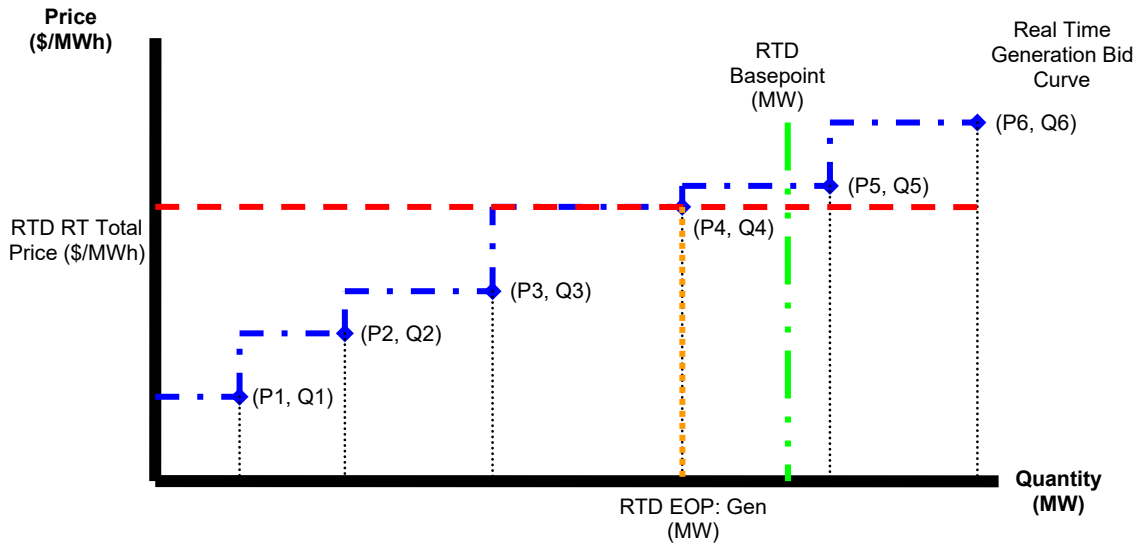 Price
($/MWh)
Real Time
Generation Bid
Curve
RTD
Basepoint
(MW)
(P6, Q6)
(P5, Q5)
RTD RT Total
Price ($/MWh)
(P4, Q4)
(P3, Q3)
(P2, Q2)
(P1, Q1)
Quantity
(MW)
RTD EOP: Gen
(MW)